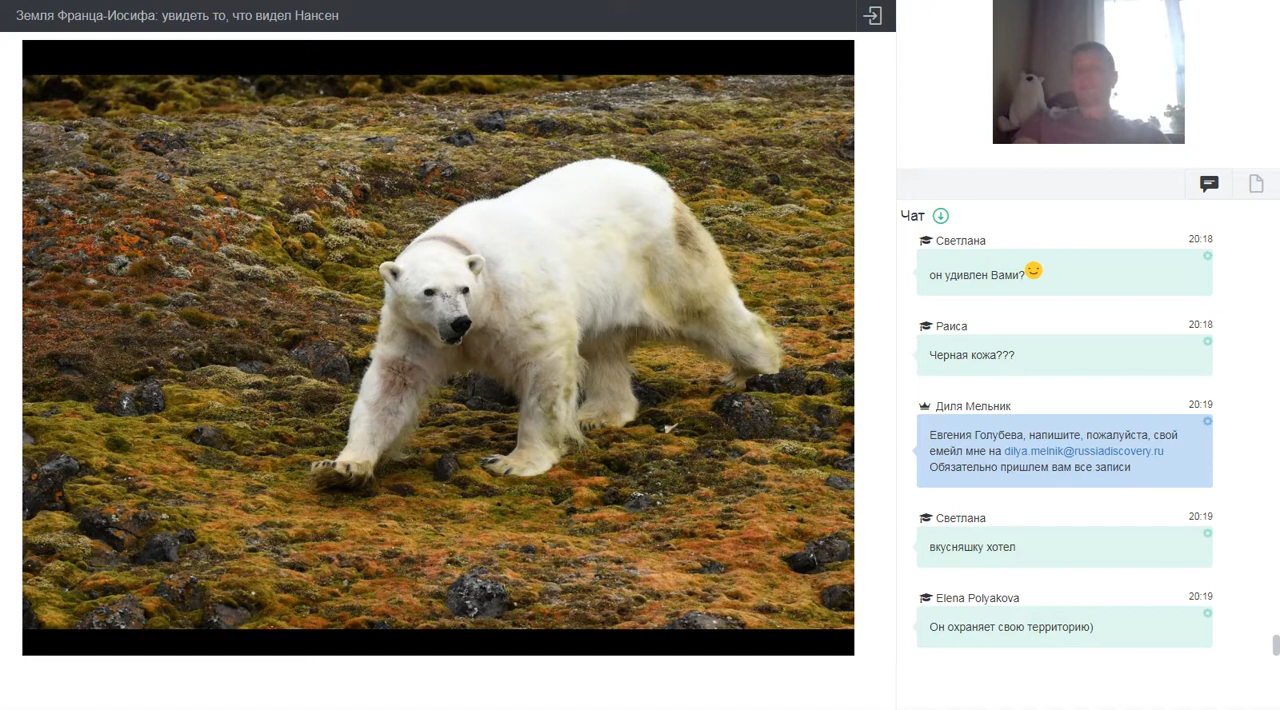 Земля Франца-Иосифа: увидеть то, что видел Нансен
Чат
Светлана 20:18
он удивлен Вами?
Раиса 20:18
Черная кожа???
Диля Мельник 20:19
Евгения Голубева, напишите, пожалуйста, свой
емейл мне на dilya.melnik@russiadiscovery.ru
Обязательно пришлем вам все записи
Светлана 20:19
вкусняшку хотел
Elena Polyakova 20:19
Он охраняет свою территорию)